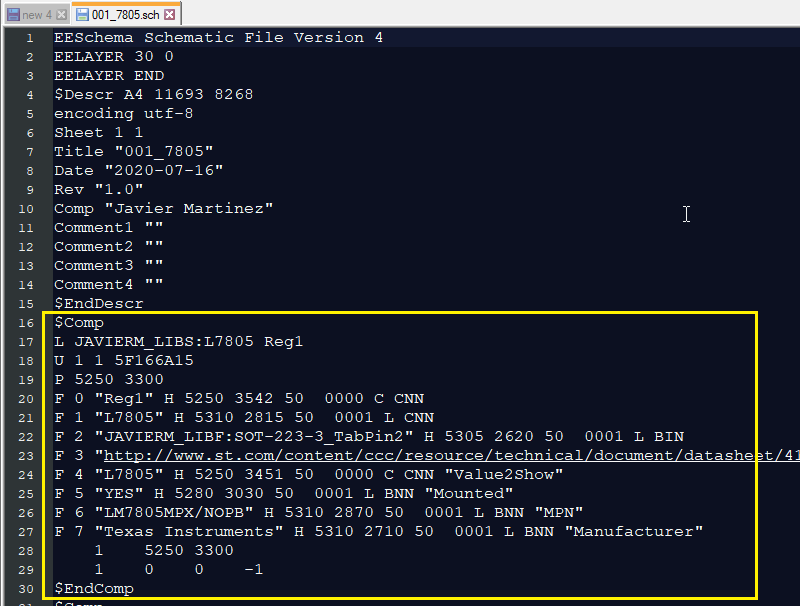 new 4
001_7805.sch
1 EESchema Schematic File Version 4
2 EELAYER 30 0
3 EELAYER END
4 $Descr A4 11693 8268
5 encoding utf-8
6 Sheet 1 1
7 Title "001_7805"
8 Date "2020-07-16"
9 Rev "1.0"
10 Comp "Javier Martinez"
11 Comment1 ""
12 Comment2 ""
13 Comment3 ""
14 Comment4 ""
15 $EndDescr
16 $Comp
17 L JAVIERM_LIBS:L7805 Reg1
18 U 1 1 5F166A15
19 P 5250 3300
20 F 0 "Reg1" H 5250 3542 50  0000 C CNN
21 F 1 "L7805" H 5310 2815 50  0001 L CNN
22 F 2 "JAVIERM_LIBF:SOT-223-3_TabPin2" H 5305 2620 50  0001 L BIN
23 F 3 "http://www.st.com/content/ccc/resource/technical/document/datasheet/41
24 F 4 "L7805" H 5250 3451 50  0000 C CNN "Value2Show"
25 F 5 "YES" H 5280 3030 50  0001 L BNN "Mounted"
26 F 6 "LM7805MPX/NOPB" H 5310 2870 50  0001 L BNN "MPN"
27 F 7 "Texas Instruments" H 5310 2710 50  0001 L BNN "Manufacturer"
28     1    5250 3300
29     1    0    0    -1
30 $EndComp
31 $Comp